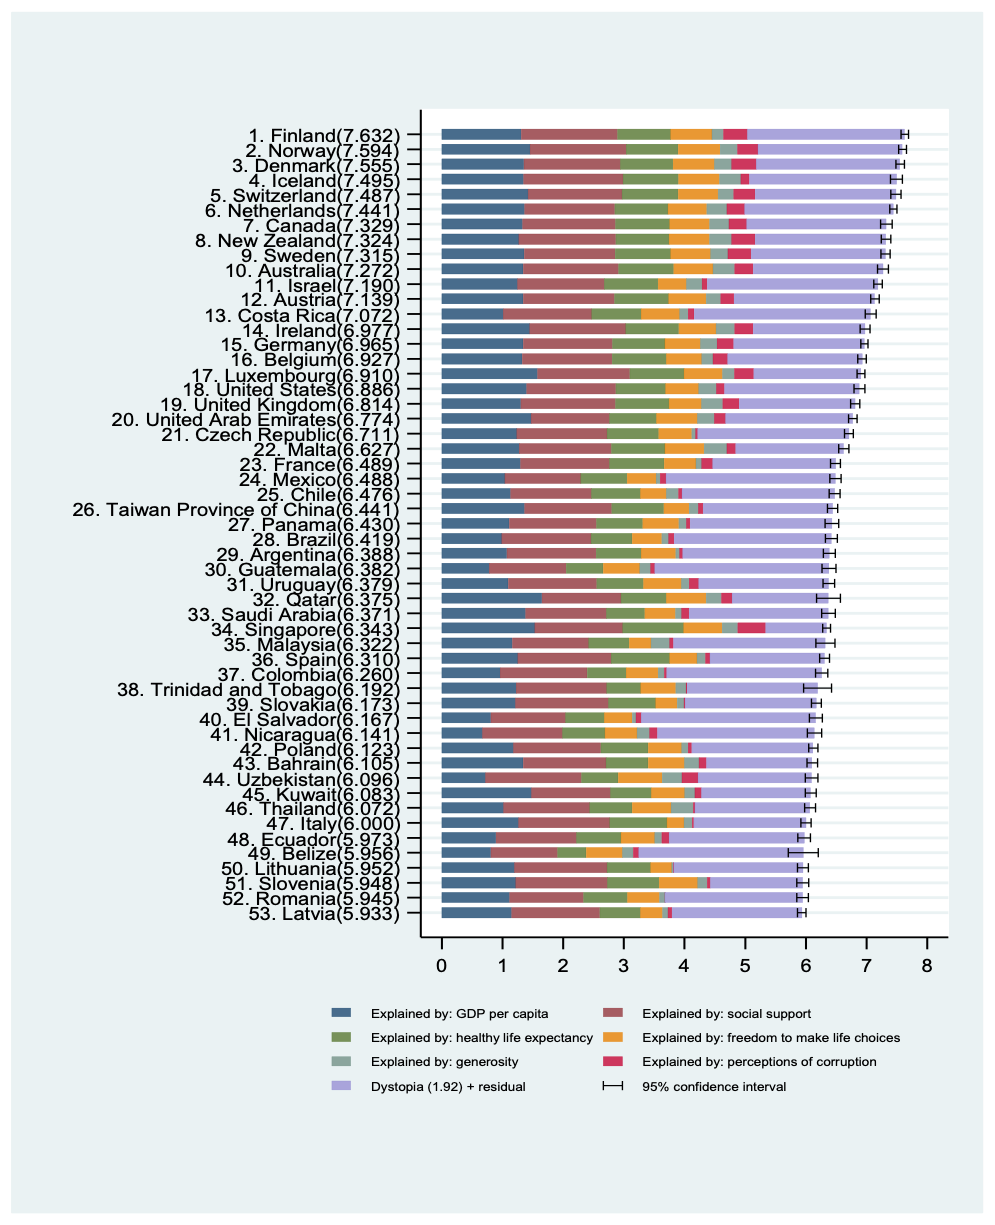 1. Finland(7.632)
2. Norway(7.594)
3. Denmark(7.555)
4. Iceland(7.495)
5. Switzerland(7.487)
6. Netherlands(7.441)
7. Canada(7.329)
8. New Zealand(7.324)
9. Sweden(7.315)
10. Australia(7.272)
11. Israel(7.190)
12. Austria(7.139)
13. Costa Rica(7.072)
14. Ireland(6.977)
15. Germany(6.965)
16. Belgium(6.927)
17. Luxembourg(6.910)
18. United States(6.886)
19. United Kingdom(6.814)
20. United Arab Emirates(6.774)
21. Czech Republic(6.711)
22. Malta(6.627)
23. France(6.489)
24. Mexico(6.488)
25. Chile(6.476)
26. Taiwan Province of China(6.441)
27. Panama(6.430)
28. Brazil(6.419)
29. Argentina(6.388)
30. Guatemala(6.382)
31. Uruguay(6.379)
32. Qatar(6.375)
33. Saudi Arabia(6.371)
34. Singapore(6.343)
35. Malaysia(6.322)
36. Spain(6.310)
37. Colombia(6.260)
38. Trinidad and Tobago(6.192)
39. Slovakia(6.173)
40. El Salvador(6.167)
41. Nicaragua(6.141)
42. Poland(6.123)
43. Bahrain(6.105)
44. Uzbekistan(6.096)
45. Kuwait(6.083)
46. Thailand(6.072)
47. Italy(6.000)
48. Ecuador(5.973)
49. Belize(5.956)
50. Lithuania(5.952)
51. Slovenia(5.948)
52. Romania(5.945)
53. Latvia(5.933)
0 1 2 3 4 5 6 7 8
Explained by: GDP per capita
Explained by: social support
Explained by: healthy life expectancy
Explained by: freedom to make life choices
Explained by: generosity
Explained by: perceptions of corruption
Dystopia (1.92) + residual
95% confidence interval